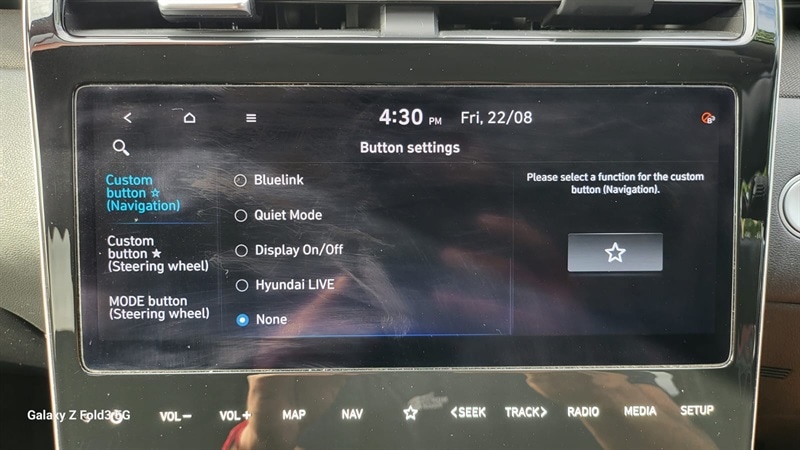 4:30 PM Fri, 22/08
Button settings
Custom
button ☆
(Navigation)
Custom
button ★
(Steering wheel)
MODE button
(Steering wheel)
Bluelink
Quiet Mode
Display On/Off
Hyundai LIVE
None
Please select a function for the custom
button (Navigation).
Galaxy Z Fold3 5G
VOL− VOL+ MAP NAV ☆ <SEEK TRACK> RADIO MEDIA SETUP